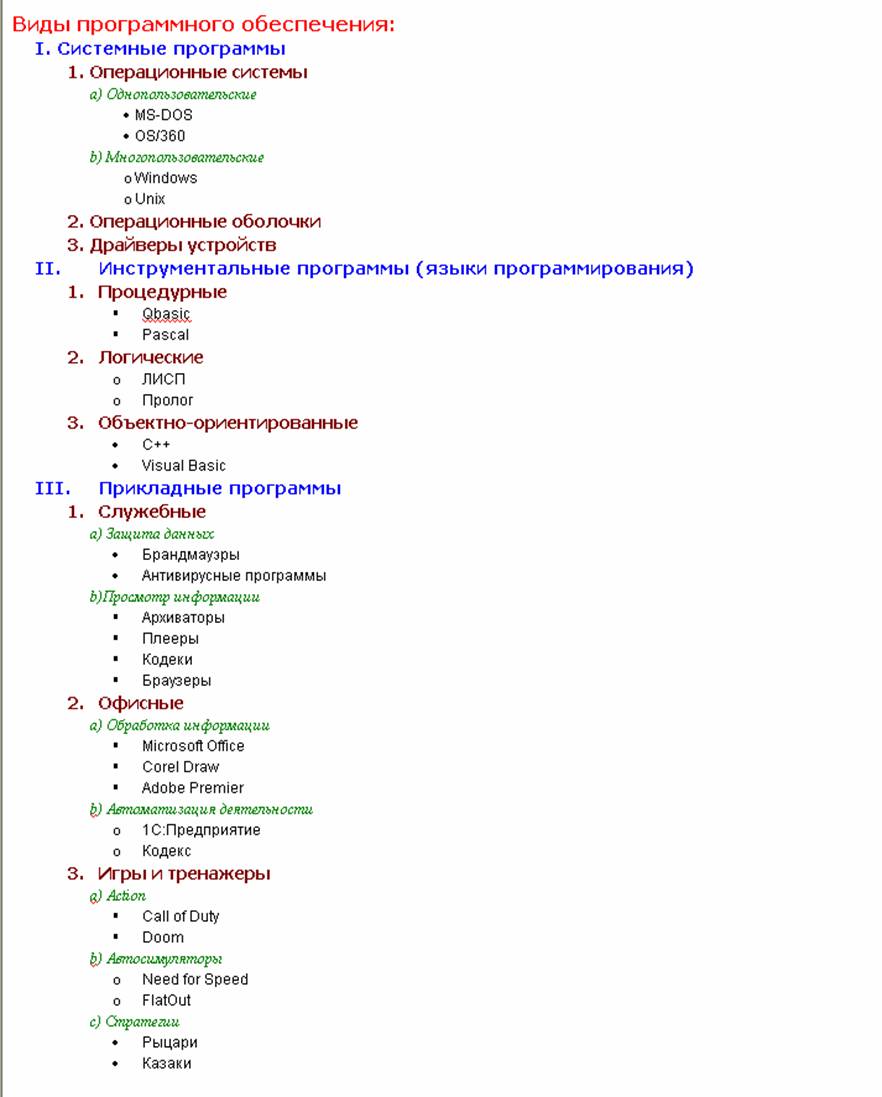 Виды программного обеспечения:
I. Системные программы
1. Операционные системы
a) Однопользовательские
• MS-DOS
• OS/360
b) Многопользовательские
o Windows
o Unix
2. Операционные оболочки
3. Драйверы устройств
II. Инструментальные программы (языки программирования)
1. Процедурные
▪ Qbasic
▪ Pascal
2. Логические
o ЛИСП
o Пролог
3. Объектно-ориентированные
• C++
• Visual Basic
III. Прикладные программы
1. Служебные
a) Защита данных
• Брандмауэры
• Антивирусные программы
b)Просмотр информации
▪ Архиваторы
▪ Плееры
▪ Кодеки
▪ Браузеры
2. Офисные
a) Обработка информации
▪ Microsoft Office
▪ Corel Draw
▪ Adobe Premier
b) Автоматизация деятельности
o 1С:Предприятие
o Кодекс
3. Игры и тренажеры
a) Action
▪ Call of Duty
▪ Doom
b) Автосимуляторы
o Need for Speed
o FlatOut
c) Стратегии
• Рыцари
• Казаки